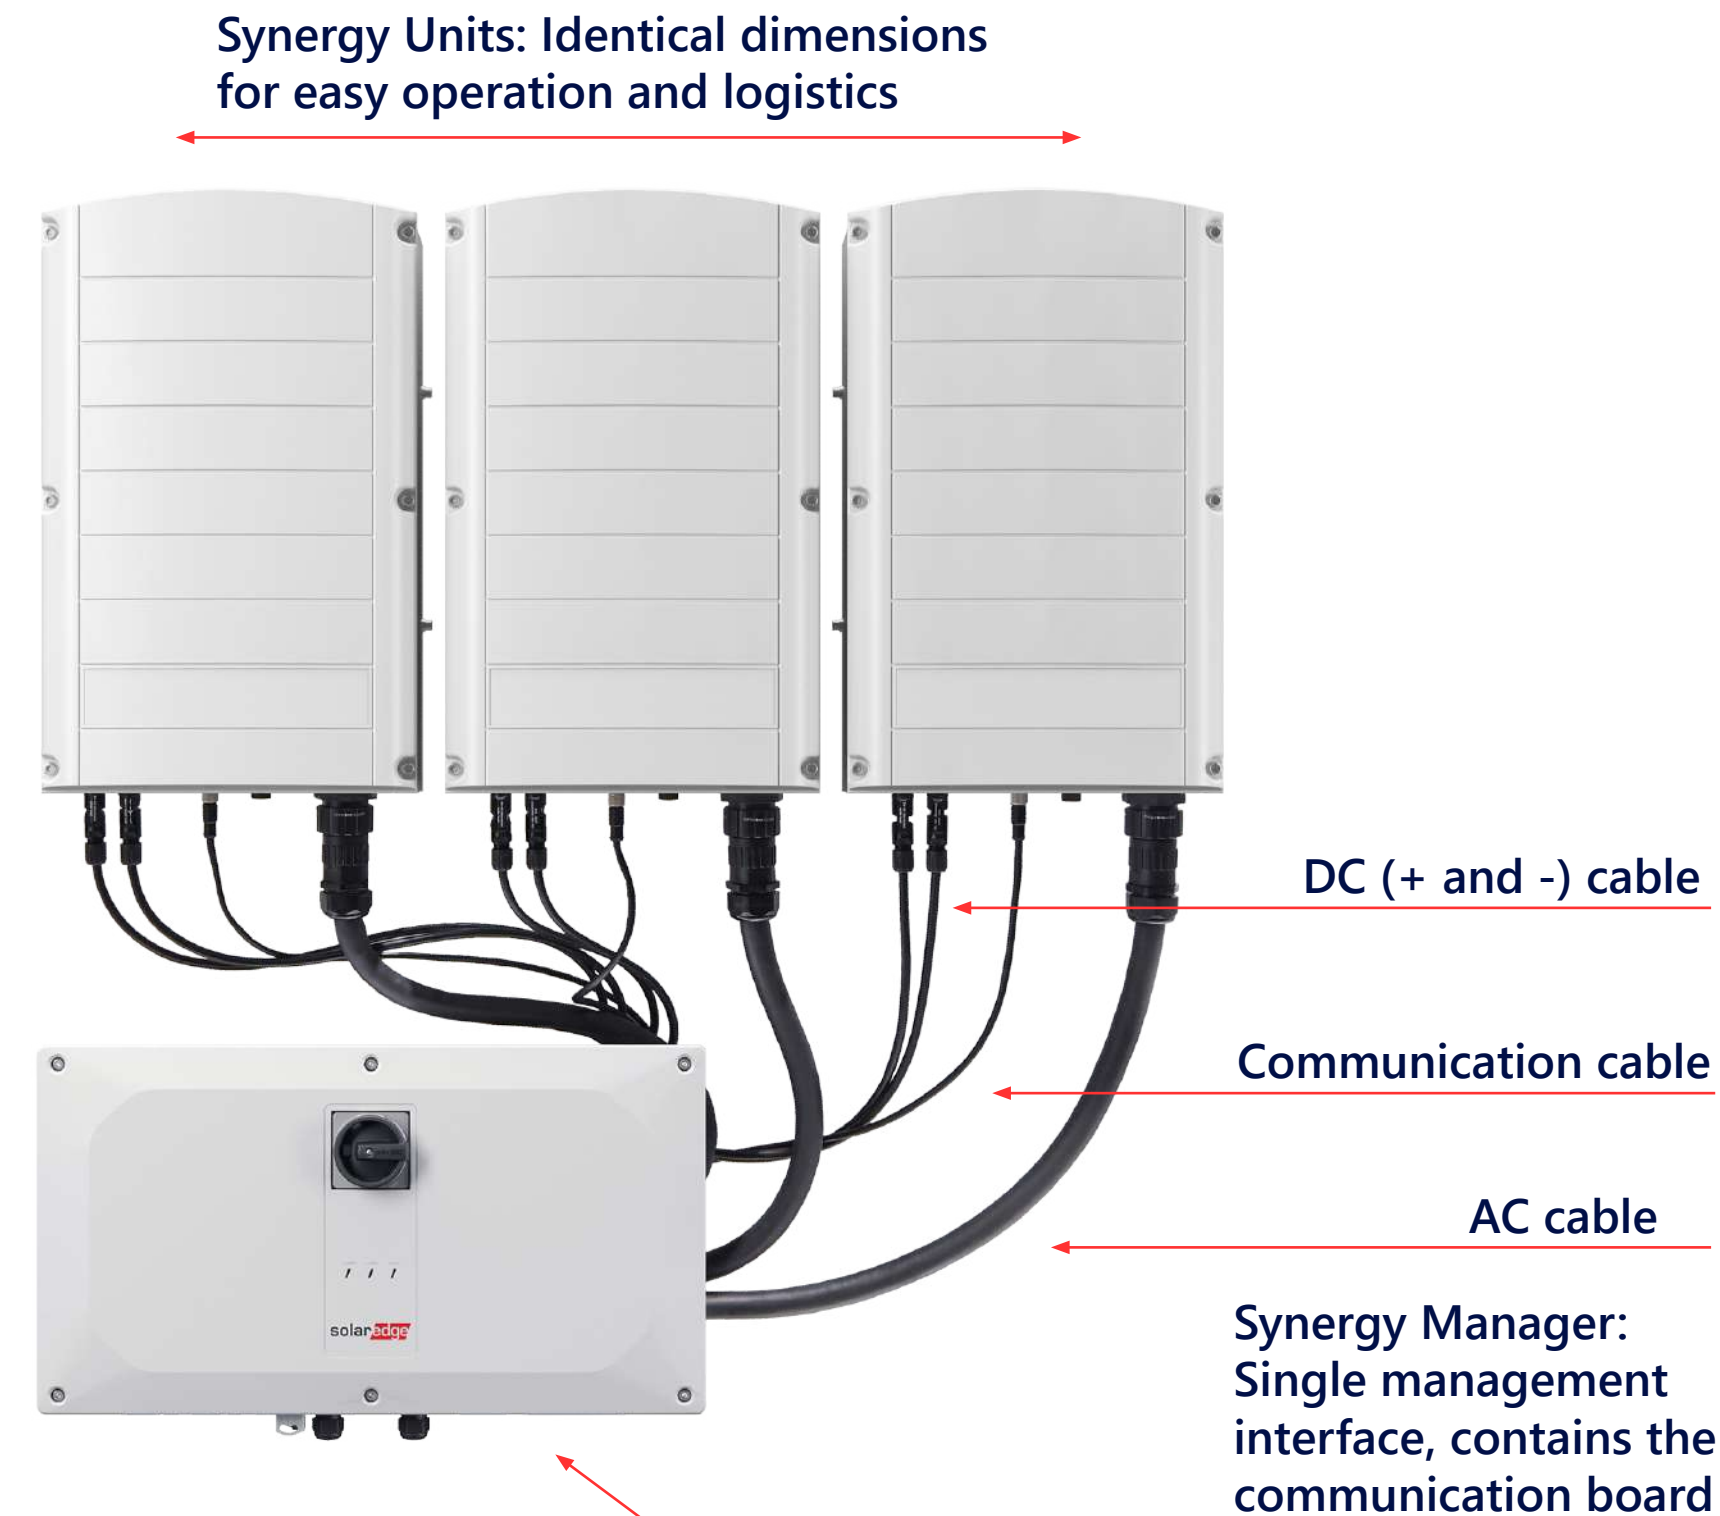 Synergy Units: Identical dimensions
for easy operation and logistics
DC (+ and -) cable
Communication cable
AC cable
solaredge
Synergy Manager:
Single management
interface, contains the
communication board